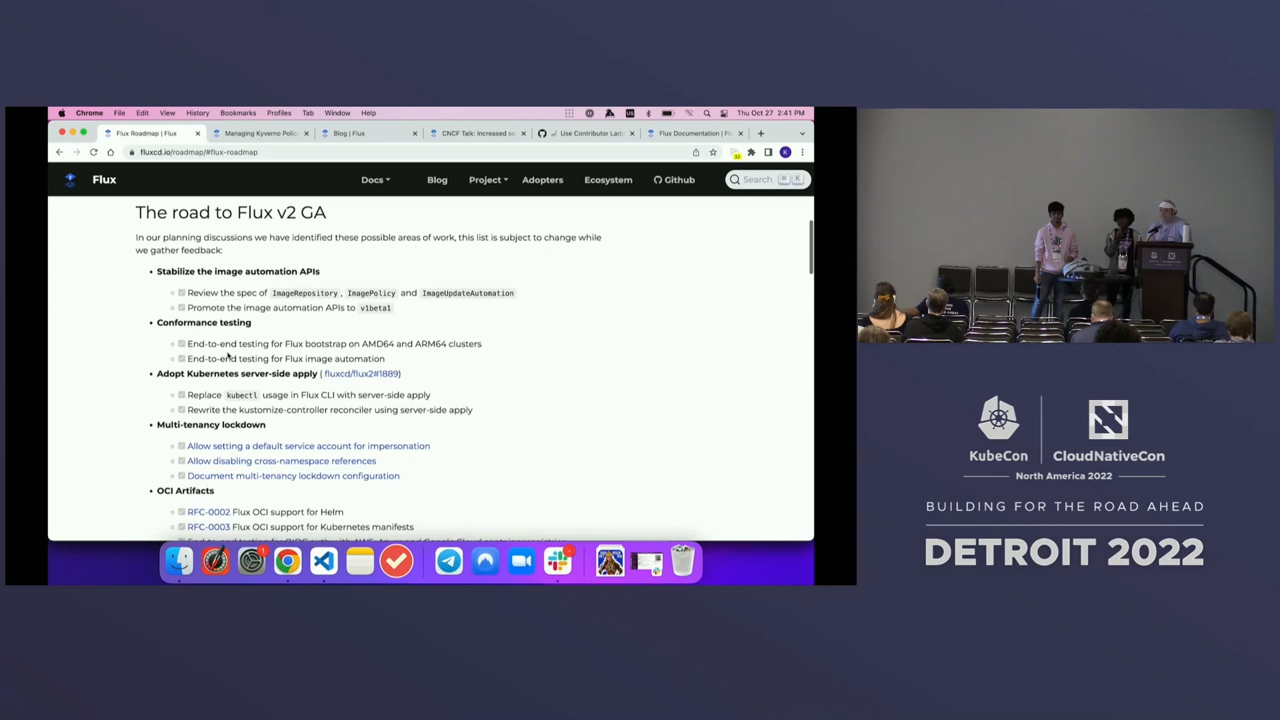 Chrome File Edit View History Bookmarks Profiles Tab Window Help
Thu Oct 27 2:41 PM
Flux Roadmap | Flux
Managing Kyverno Polic
Blog | Flux
CNCF Talk: Increased se
Use Contributor Ladd
Flux Documentation | Flu
fluxcd.io/roadmap/#flux-roadmap
Flux
Docs
Blog
Project
Adopters
Ecosystem
Github
Search ⌘ K
The road to Flux v2 GA
In our planning discussions we have identified these possible areas of work, this list is subject to change while
we gather feedback:
• Stabilize the image automation APIs
Review the spec of ImageRepository, ImagePolicy and ImageUpdateAutomation
Promote the image automation APIs to v1beta1
• Conformance testing
End-to-end testing for Flux bootstrap on AMD64 and ARM64 clusters
End-to-end testing for Flux image automation
• Adopt Kubernetes server-side apply ( fluxcd/flux2#1889)
Replace kubectl usage in Flux CLI with server-side apply
Rewrite the kustomize-controller reconciler using server-side apply
• Multi-tenancy lockdown
Allow setting a default service account for impersonation
Allow disabling cross-namespace references
Document multi-tenancy lockdown configuration
• OCI Artifacts
RFC-0002 Flux OCI support for Helm
RFC-0003 Flux OCI support for Kubernetes manifests
KubeCon
CloudNativeCon
North America 2022
BUILDING FOR THE ROAD AHEAD
DETROIT 2022